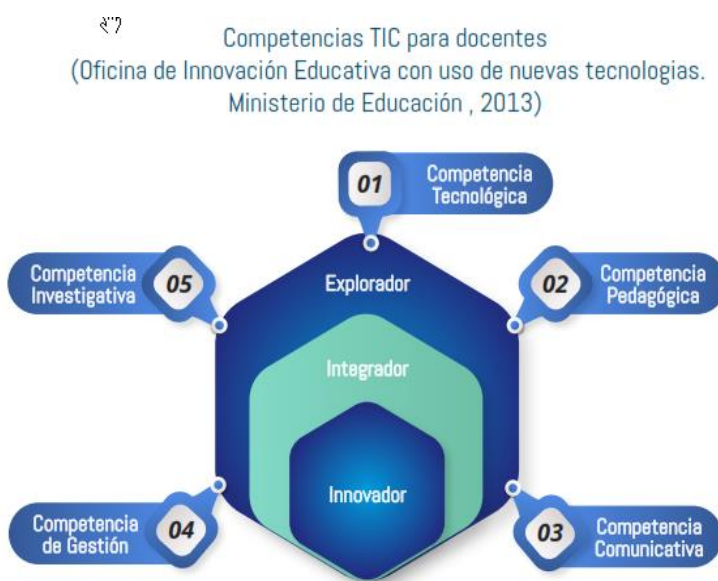 Competencias TIC para docentes
(Oficina de Innovación Educativa con uso de nuevas tecnologias.
Ministerio de Educación , 2013)
01
Competencia
Tecnológica
Competencia
Investigativa
05
Explorador
02
Competencia
Pedagógica
Integrador
Innovador
Competencia
de Gestión
04
03
Competencia
Comunicativa